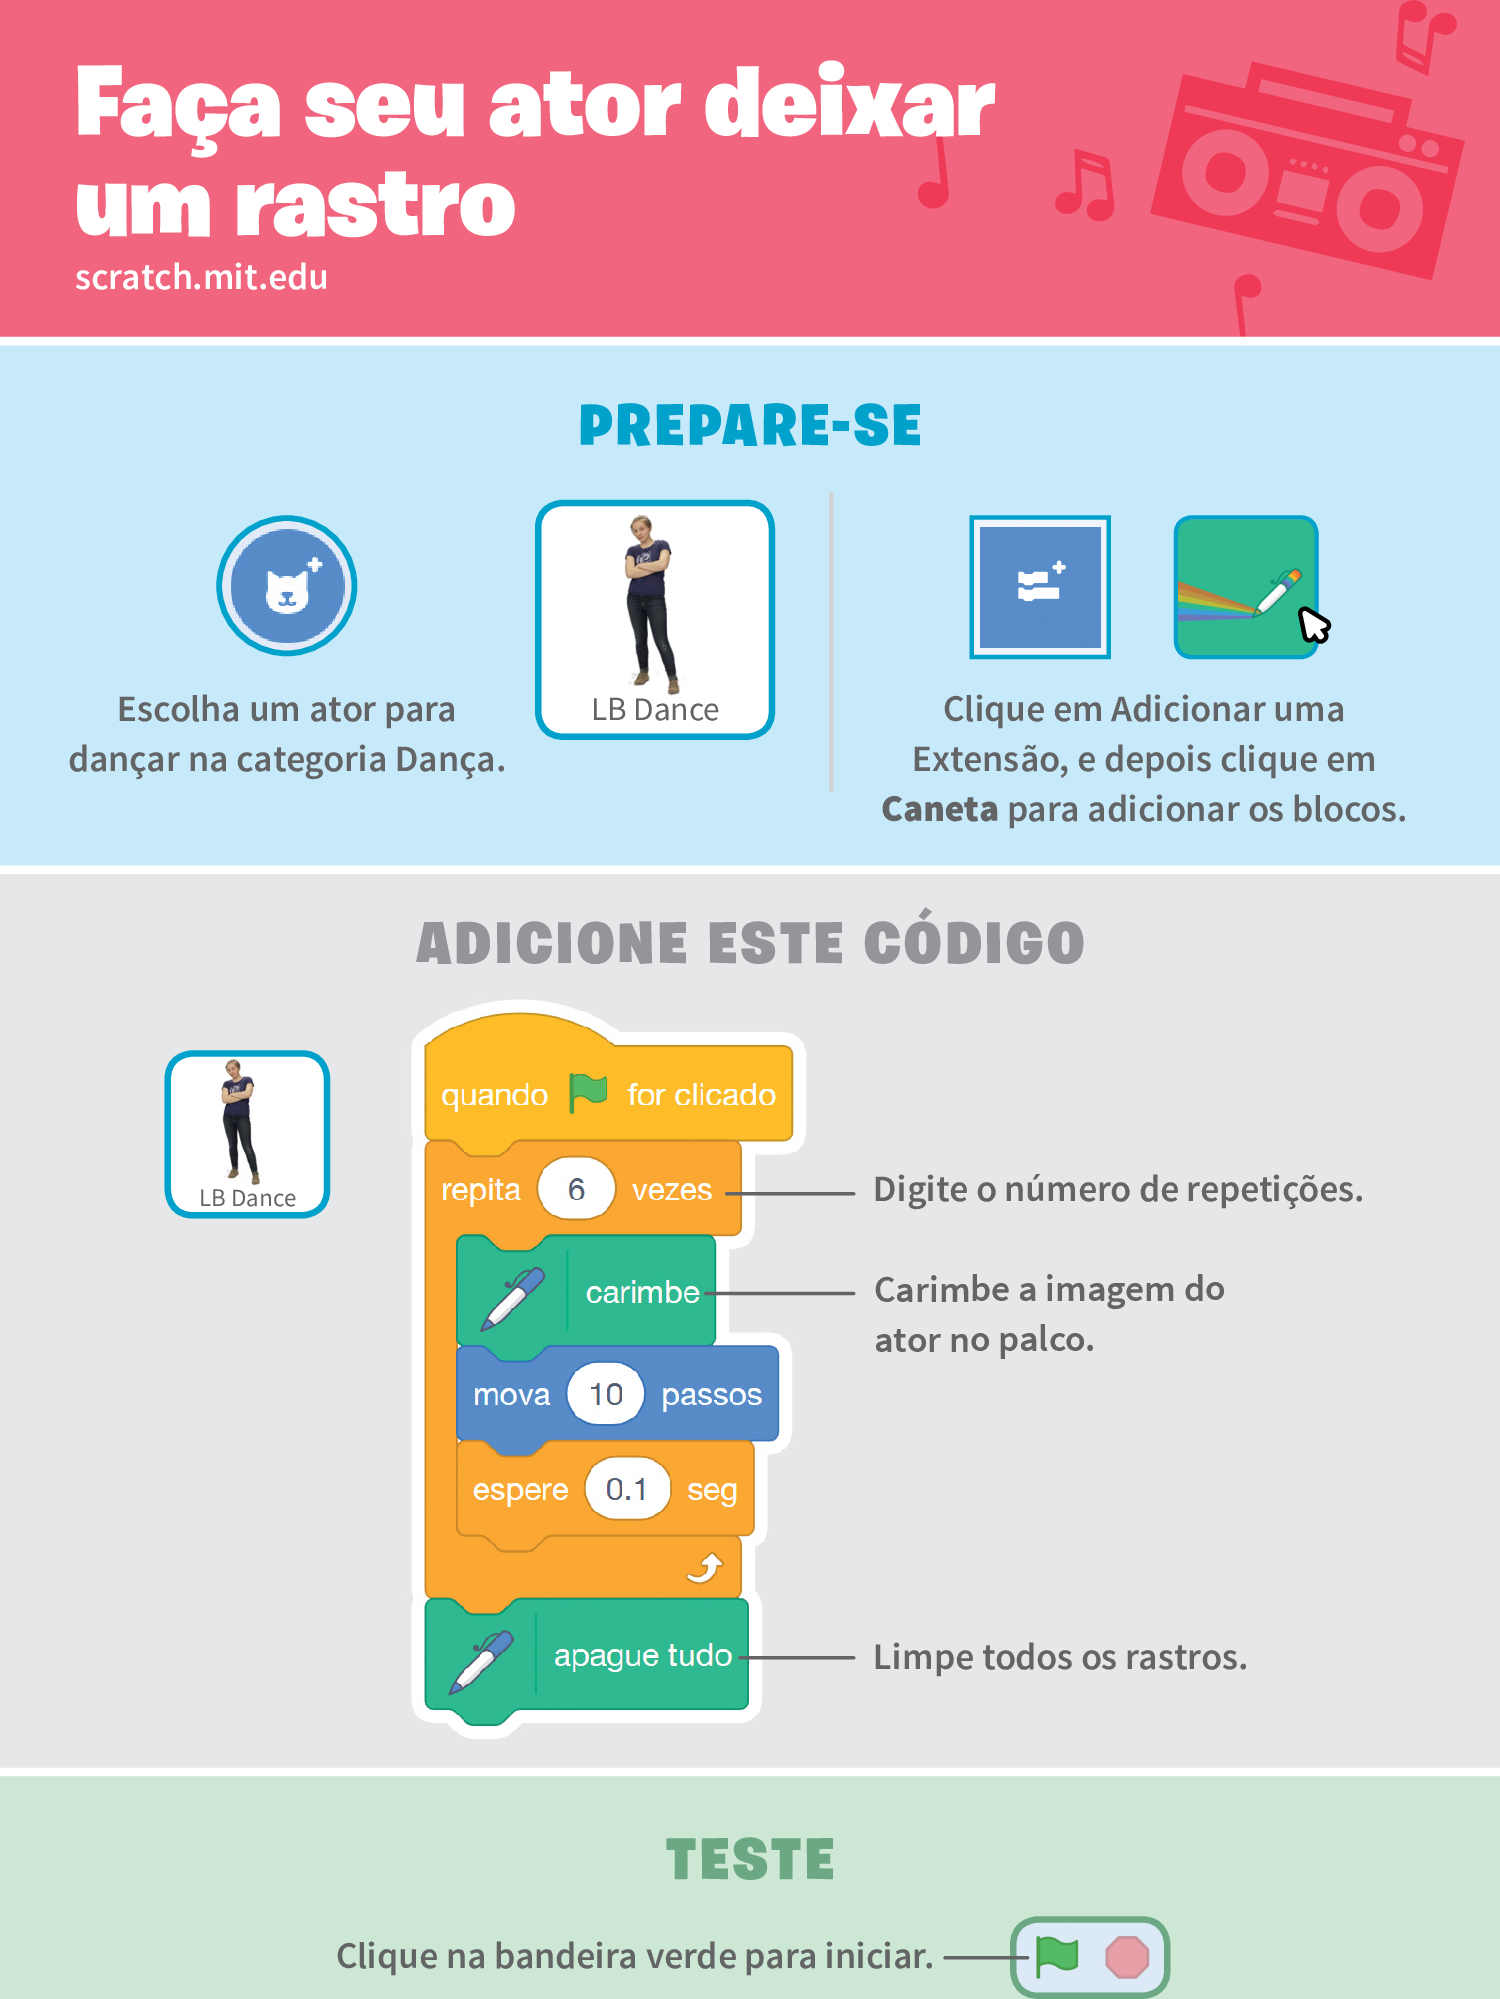 Faça seu ator deixar
um rastro
scratch.mit.edu
PREPARE-SE
Escolha um ator para
dançar na categoria Dança.
LB Dance
Clique em Adicionar uma
Extensão, e depois clique em
Caneta para adicionar os blocos.
ADICIONE ESTE CÓDIGO
LB Dance
quando for clicado
repita 6 vezes
Digite o número de repetições.
carimbe
Carimbe a imagem do
ator no palco.
mova 10 passos
espere 0.1 seg
apague tudo
Limpe todos os rastros.
TESTE
Clique na bandeira verde para iniciar.